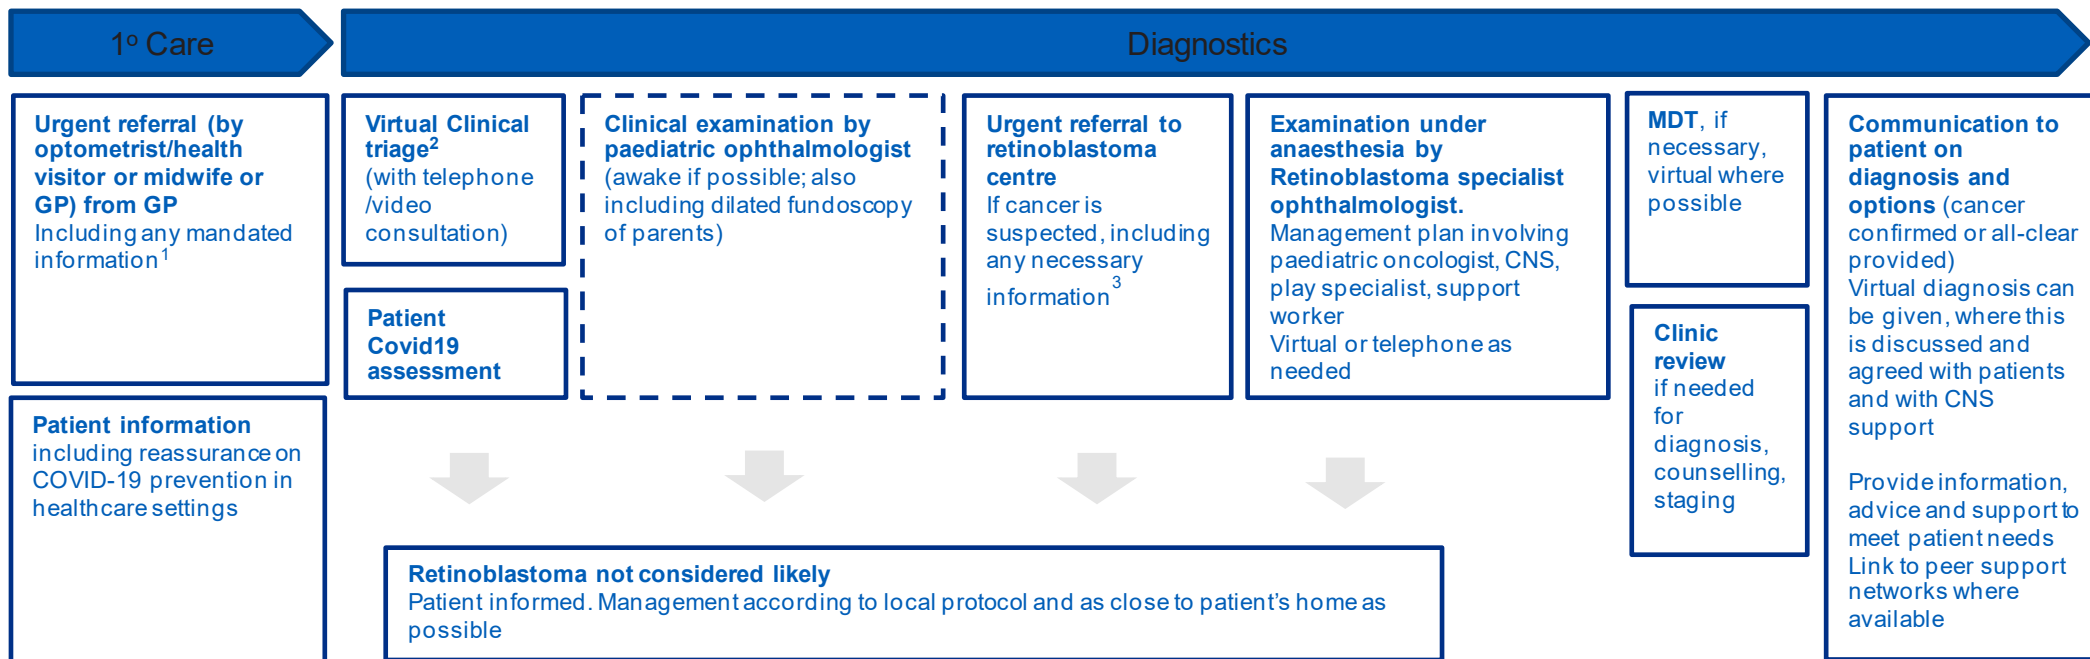 1º Care
Diagnostics
Urgent referral (by
optometrist/health
visitor or midwife or
GP) from GP
Including any mandated
information1
Patient information
including reassurance on
COVID-19 prevention in
healthcare settings
Virtual Clinical
triage2
(with telephone
/video
consultation)
Patient
Covid19
assessment
Clinical examination by
paediatric ophthalmologist
(awake if possible; also
including dilated fundoscopy
of parents)
Urgent referral to
retinoblastoma
centre
If cancer is
suspected, including
any necessary
information3
Examination under
anaesthesia by
Retinoblastoma specialist
ophthalmologist.
Management plan involving
paediatric oncologist, CNS,
play specialist, support
worker
Virtual or telephone as
needed
MDT, if
necessary,
virtual where
possible
Clinic
review
if needed
for
diagnosis,
counselling,
staging
Communication to
patient on
diagnosis and
options (cancer
confirmed or all-clear
provided)
Virtual diagnosis can
be given, where this
is discussed and
agreed with patients
and with CNS
support
Provide information,
advice and support to
meet patient needs
Link to peer support
networks where
available
Retinoblastoma not considered likely
Patient informed. Management according to local protocol and as close to patient's home as
possible